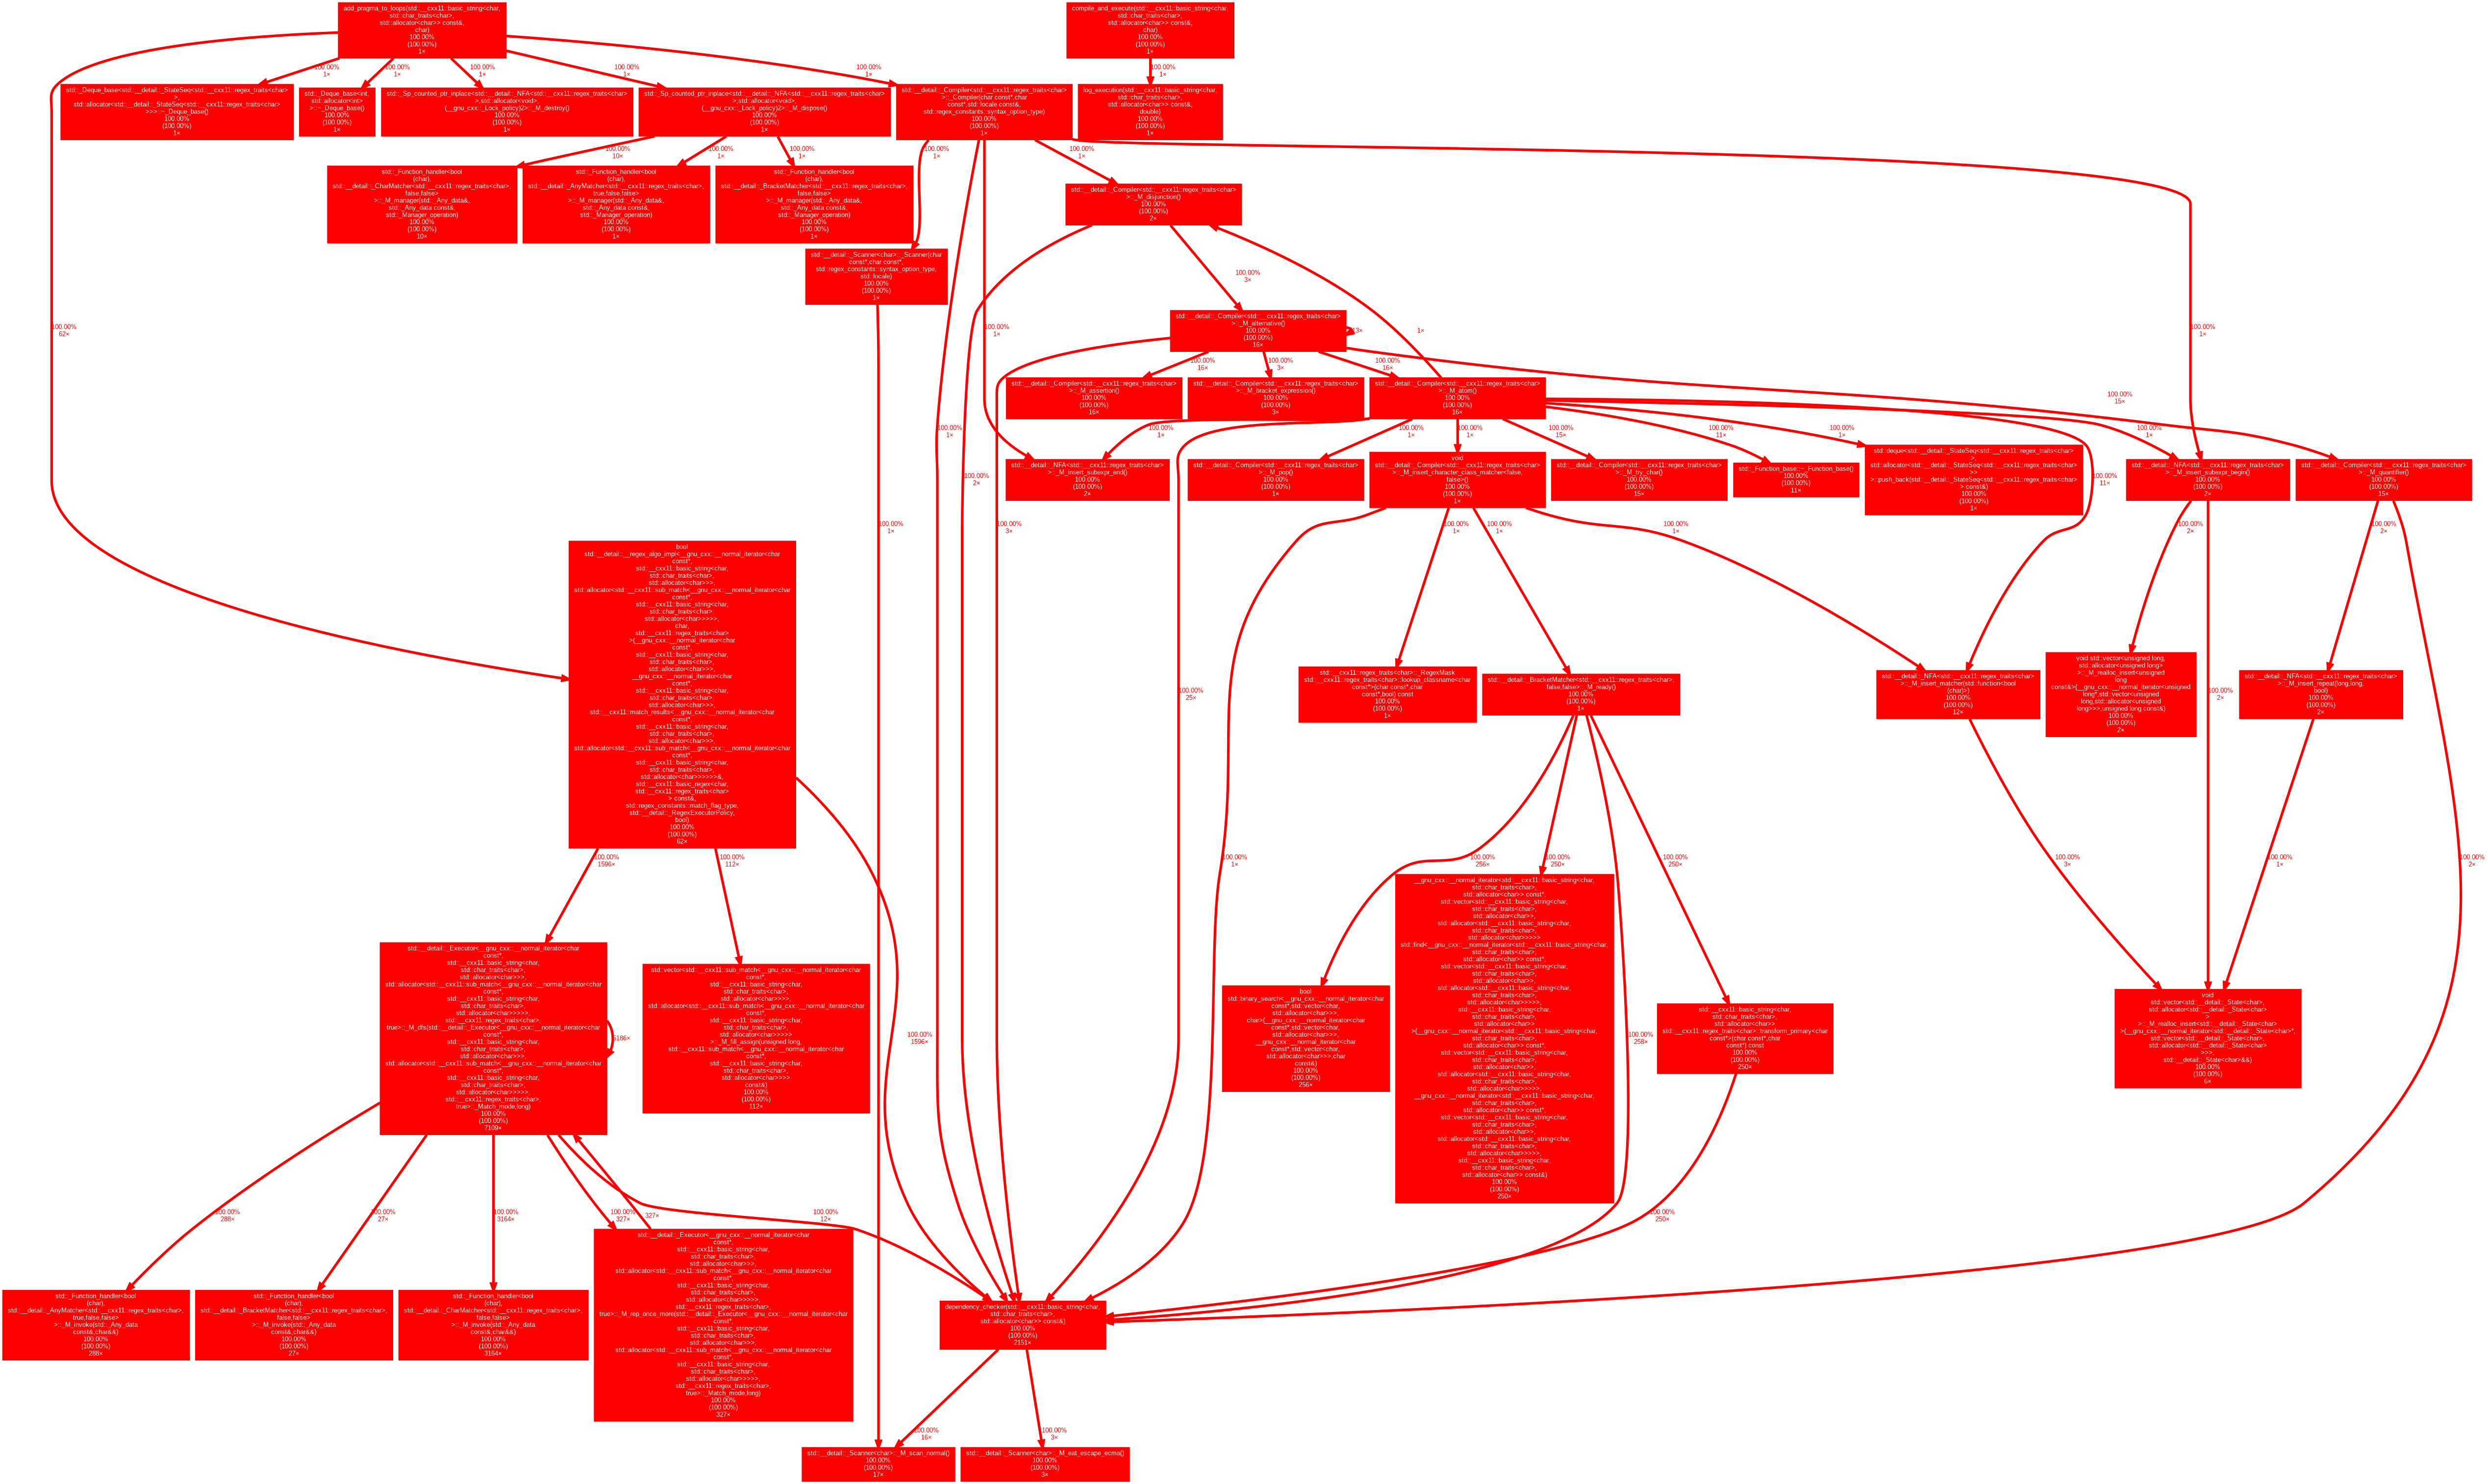 add_pragma_to_loops(std::__cxx11::basic_string<char,
std::char_traits<char>,
std::allocator<char>> const&,
char)
100.00%
(100.00%)
1×
compile_and_execute(std::__cxx11::basic_string<char,
std::char_traits<char>,
std::allocator<char>> const&,
char)
100.00%
(100.00%)
1×
100.00%
1×
100.00%
1×
100.00%
1×
100.00%
1×
100.00%
1×
100.00%
1×
std::_Deque_base<std::__detail::_StateSeq<std::__cxx11::regex_traits<char>
>,
std::allocator<std::__detail::_StateSeq<std::__cxx11::regex_traits<char>
>>>::~_Deque_base()
100.00%
(100.00%)
1×
std::_Deque_base<int,
std::allocator<int>
>::~_Deque_base()
100.00%
(100.00%)
1×
std::_Sp_counted_ptr_inplace<std::__detail::_NFA<std::__cxx11::regex_traits<char>
>,std::allocator<void>,
(__gnu_cxx::_Lock_policy)2>::_M_destroy()
100.00%
(100.00%)
1×
std::_Sp_counted_ptr_inplace<std::__detail::_NFA<std::__cxx11::regex_traits<char>
>,std::allocator<void>,
(__gnu_cxx::_Lock_policy)2>::_M_dispose()
100.00%
(100.00%)
1×
std::__detail::_Compiler<std::__cxx11::regex_traits<char>
>::_Compiler(char const*,char
const*,std::locale const&,
std::regex_constants::syntax_option_type)
100.00%
(100.00%)
1×
log_execution(std::__cxx11::basic_string<char,
std::char_traits<char>,
std::allocator<char>> const&,
double)
100.00%
(100.00%)
1×
100.00%
10×
100.00%
1×
100.00%
1×
100.00%
1×
100.00%
1×
std::_Function_handler<bool
(char),
std::__detail::_CharMatcher<std::__cxx11::regex_traits<char>,
false,false>
>::_M_manager(std::_Any_data&,
std::_Any_data const&,
std::_Manager_operation)
100.00%
(100.00%)
10×
std::_Function_handler<bool
(char),
std::__detail::_AnyMatcher<std::__cxx11::regex_traits<char>,
true,false,false>
>::_M_manager(std::_Any_data&,
std::_Any_data const&,
std::_Manager_operation)
100.00%
(100.00%)
1×
std::_Function_handler<bool
(char),
std::__detail::_BracketMatcher<std::__cxx11::regex_traits<char>,
false,false>
>::_M_manager(std::_Any_data&,
std::_Any_data const&,
std::_Manager_operation)
100.00%
(100.00%)
1×
std::__detail::_Compiler<std::__cxx11::regex_traits<char>
>::_M_disjunction()
100.00%
(100.00%)
2×
std::__detail::_Scanner<char>::_Scanner(char
const*,char const*,
std::regex_constants::syntax_option_type,
std::locale)
100.00%
(100.00%)
1×
100.00%
3×
100.00%
62×
100.00%
1×
std::__detail::_Compiler<std::__cxx11::regex_traits<char>
>::_M_alternative()
100.00%
(100.00%)
16×
13×
1×
100.00%
1×
100.00%
16×
100.00%
3×
100.00%
16×
100.00%
15×
std::__detail::_Compiler<std::__cxx11::regex_traits<char>
>::_M_assertion()
100.00%
(100.00%)
16×
std::__detail::_Compiler<std::__cxx11::regex_traits<char>
>::_M_bracket_expression()
100.00%
(100.00%)
3×
std::__detail::_Compiler<std::__cxx11::regex_traits<char>
>::_M_atom()
100.00%
(100.00%)
16×
100.00%
1×
100.00%
1×
100.00%
1×
100.00%
1×
100.00%
15×
100.00%
11×
100.00%
1×
100.00%
1×
std::__detail::_NFA<std::__cxx11::regex_traits<char>
>::_M_insert_subexpr_end()
100.00%
(100.00%)
2×
std::__detail::_Compiler<std::__cxx11::regex_traits<char>
>::_M_pop()
100.00%
(100.00%)
1×
void
std::__detail::_Compiler<std::__cxx11::regex_traits<char>
>::_M_insert_character_class_matcher<false,
false>()
100.00%
(100.00%)
1×
std::__detail::_Compiler<std::__cxx11::regex_traits<char>
>::_M_try_char()
100.00%
(100.00%)
15×
std::_Function_base::~_Function_base()
100.00%
(100.00%)
11×
std::deque<std::__detail::_StateSeq<std::__cxx11::regex_traits<char>
>,
std::allocator<std::__detail::_StateSeq<std::__cxx11::regex_traits<char>
>>
>::push_back(std::__detail::_StateSeq<std::__cxx11::regex_traits<char>
> const&)
100.00%
(100.00%)
1×
std::__detail::_NFA<std::__cxx11::regex_traits<char>
>::_M_insert_subexpr_begin()
100.00%
(100.00%)
2×
std::__detail::_Compiler<std::__cxx11::regex_traits<char>
>::_M_quantifier()
100.00%
(100.00%)
15×
100.00%
2×
100.00%
11×
100.00%
1×
100.00%
3×
100.00%
1×
100.00%
1×
100.00%
1×
100.00%
2×
100.00%
2×
bool
std::__detail::__regex_algo_impl<__gnu_cxx::__normal_iterator<char
const*,
std::__cxx11::basic_string<char,
std::char_traits<char>,
std::allocator<char>>>,
std::allocator<std::__cxx11::sub_match<__gnu_cxx::__normal_iterator<char
const*,
std::__cxx11::basic_string<char,
std::char_traits<char>,
std::allocator<char>>>>>,
char,
std::__cxx11::regex_traits<char>
>(__gnu_cxx::__normal_iterator<char
const*,
std::__cxx11::basic_string<char,
std::char_traits<char>,
std::allocator<char>>>,
__gnu_cxx::__normal_iterator<char
const*,
std::__cxx11::basic_string<char,
std::char_traits<char>,
std::allocator<char>>>,
std::__cxx11::match_results<__gnu_cxx::__normal_iterator<char
const*,
std::__cxx11::basic_string<char,
std::char_traits<char>,
std::allocator<char>>>,
std::allocator<std::__cxx11::sub_match<__gnu_cxx::__normal_iterator<char
const*,
std::__cxx11::basic_string<char,
std::char_traits<char>,
std::allocator<char>>>>>>&,
std::__cxx11::basic_regex<char,
std::__cxx11::regex_traits<char>
> const&,
std::regex_constants::match_flag_type,
std::__detail::_RegexExecutorPolicy,
bool)
100.00%
(100.00%)
62×
std::__cxx11::regex_traits<char>::_RegexMask
std::__cxx11::regex_traits<char>::lookup_classname<char
const*>(char const*,char
const*,bool) const
100.00%
(100.00%)
1×
std::__detail::_BracketMatcher<std::__cxx11::regex_traits<char>,
false,false>::_M_ready()
100.00%
(100.00%)
1×
std::__detail::_NFA<std::__cxx11::regex_traits<char>
>::_M_insert_matcher(std::function<bool
(char)>)
100.00%
(100.00%)
12×
void std::vector<unsigned long,
std::allocator<unsigned long>
>::_M_realloc_insert<unsigned
long
const&>(__gnu_cxx::__normal_iterator<unsigned
long*,std::vector<unsigned
long,std::allocator<unsigned
long>>>,unsigned long const&)
100.00%
(100.00%)
2×
std::__detail::_NFA<std::__cxx11::regex_traits<char>
>::_M_insert_repeat(long,long,
bool)
100.00%
(100.00%)
2×
100.00%
25×
100.00%
2×
100.00%
1596×
100.00%
112×
100.00%
1×
100.00%
256×
100.00%
250×
100.00%
250×
100.00%
3×
100.00%
1×
100.00%
2×
__gnu_cxx::__normal_iterator<std::__cxx11::basic_string<char,
std::char_traits<char>,
std::allocator<char>> const*,
std::vector<std::__cxx11::basic_string<char,
std::char_traits<char>,
std::allocator<char>>,
std::allocator<std::__cxx11::basic_string<char,
std::char_traits<char>,
std::allocator<char>>>>>
std::find<__gnu_cxx::__normal_iterator<std::__cxx11::basic_string<char,
std::char_traits<char>,
std::allocator<char>> const*,
std::vector<std::__cxx11::basic_string<char,
std::char_traits<char>,
std::allocator<char>>,
std::allocator<std::__cxx11::basic_string<char,
std::char_traits<char>,
std::allocator<char>>>>>,
std::__cxx11::basic_string<char,
std::char_traits<char>,
std::allocator<char>>
>(__gnu_cxx::__normal_iterator<std::__cxx11::basic_string<char,
std::char_traits<char>,
std::allocator<char>> const*,
std::vector<std::__cxx11::basic_string<char,
std::char_traits<char>,
std::allocator<char>>,
std::allocator<std::__cxx11::basic_string<char,
std::char_traits<char>,
std::allocator<char>>>>>,
__gnu_cxx::__normal_iterator<std::__cxx11::basic_string<char,
std::char_traits<char>,
std::allocator<char>> const*,
std::vector<std::__cxx11::basic_string<char,
std::char_traits<char>,
std::allocator<char>>,
std::allocator<std::__cxx11::basic_string<char,
std::char_traits<char>,
std::allocator<char>>>>>,
std::__cxx11::basic_string<char,
std::char_traits<char>,
std::allocator<char>> const&)
100.00%
(100.00%)
250×
std::__detail::_Executor<__gnu_cxx::__normal_iterator<char
const*,
std::__cxx11::basic_string<char,
std::char_traits<char>,
std::allocator<char>>>,
std::allocator<std::__cxx11::sub_match<__gnu_cxx::__normal_iterator<char
const*,
std::__cxx11::basic_string<char,
std::char_traits<char>,
std::allocator<char>>>>>,
std::__cxx11::regex_traits<char>,
true>::_M_dfs(std::__detail::_Executor<__gnu_cxx::__normal_iterator<char
const*,
std::__cxx11::basic_string<char,
std::char_traits<char>,
std::allocator<char>>>,
std::allocator<std::__cxx11::sub_match<__gnu_cxx::__normal_iterator<char
const*,
std::__cxx11::basic_string<char,
std::char_traits<char>,
std::allocator<char>>>>>,
std::__cxx11::regex_traits<char>,
true>::_Match_mode,long)
100.00%
(100.00%)
7109×
5186×
std::vector<std::__cxx11::sub_match<__gnu_cxx::__normal_iterator<char
const*,
std::__cxx11::basic_string<char,
std::char_traits<char>,
std::allocator<char>>>>,
std::allocator<std::__cxx11::sub_match<__gnu_cxx::__normal_iterator<char
const*,
std::__cxx11::basic_string<char,
std::char_traits<char>,
std::allocator<char>>>>>
>::_M_fill_assign(unsigned long,
std::__cxx11::sub_match<__gnu_cxx::__normal_iterator<char
const*,
std::__cxx11::basic_string<char,
std::char_traits<char>,
std::allocator<char>>>>
const&)
100.00%
(100.00%)
112×
100.00%
1596×
bool
std::binary_search<__gnu_cxx::__normal_iterator<char
const*,std::vector<char,
std::allocator<char>>>,
char>(__gnu_cxx::__normal_iterator<char
const*,std::vector<char,
std::allocator<char>>>,
__gnu_cxx::__normal_iterator<char
const*,std::vector<char,
std::allocator<char>>>,char
const&)
100.00%
(100.00%)
256×
100.00%
258×
std::__cxx11::basic_string<char,
std::char_traits<char>,
std::allocator<char>>
std::__cxx11::regex_traits<char>::transform_primary<char
const*>(char const*,char
const*) const
100.00%
(100.00%)
250×
void
std::vector<std::__detail::_State<char>,
std::allocator<std::__detail::_State<char>
>
>::_M_realloc_insert<std::__detail::_State<char>
>(__gnu_cxx::__normal_iterator<std::__detail::_State<char>*,
std::vector<std::__detail::_State<char>,
std::allocator<std::__detail::_State<char>
>>>,
std::__detail::_State<char>&&)
100.00%
(100.00%)
6×
100.00%
288×
100.00%
27×
100.00%
3164×
100.00%
327×
327×
100.00%
12×
100.00%
250×
std::_Function_handler<bool
(char),
std::__detail::_AnyMatcher<std::__cxx11::regex_traits<char>,
true,false,false>
>::_M_invoke(std::_Any_data
const&,char&&)
100.00%
(100.00%)
288×
std::_Function_handler<bool
(char),
std::__detail::_BracketMatcher<std::__cxx11::regex_traits<char>,
false,false>
>::_M_invoke(std::_Any_data
const&,char&&)
100.00%
(100.00%)
27×
std::_Function_handler<bool
(char),
std::__detail::_CharMatcher<std::__cxx11::regex_traits<char>,
false,false>
>::_M_invoke(std::_Any_data
const&,char&&)
100.00%
(100.00%)
3164×
std::__detail::_Executor<__gnu_cxx::__normal_iterator<char
const*,
std::__cxx11::basic_string<char,
std::char_traits<char>,
std::allocator<char>>>,
std::allocator<std::__cxx11::sub_match<__gnu_cxx::__normal_iterator<char
const*,
std::__cxx11::basic_string<char,
std::char_traits<char>,
std::allocator<char>>>>>,
std::__cxx11::regex_traits<char>,
true>::_M_rep_once_more(std::__detail::_Executor<__gnu_cxx::__normal_iterator<char
const*,
std::__cxx11::basic_string<char,
std::char_traits<char>,
std::allocator<char>>>,
std::allocator<std::__cxx11::sub_match<__gnu_cxx::__normal_iterator<char
const*,
std::__cxx11::basic_string<char,
std::char_traits<char>,
std::allocator<char>>>>>,
std::__cxx11::regex_traits<char>,
true>::_Match_mode,long)
100.00%
(100.00%)
327×
dependency_checker(std::__cxx11::basic_string<char,
std::char_traits<char>,
std::allocator<char>> const&)
100.00%
(100.00%)
2151×
100.00%
16×
100.00%
3×
std::__detail::_Scanner<char>::_M_scan_normal()
100.00%
(100.00%)
17×
std::__detail::_Scanner<char>::_M_eat_escape_ecma()
100.00%
(100.00%)
3×